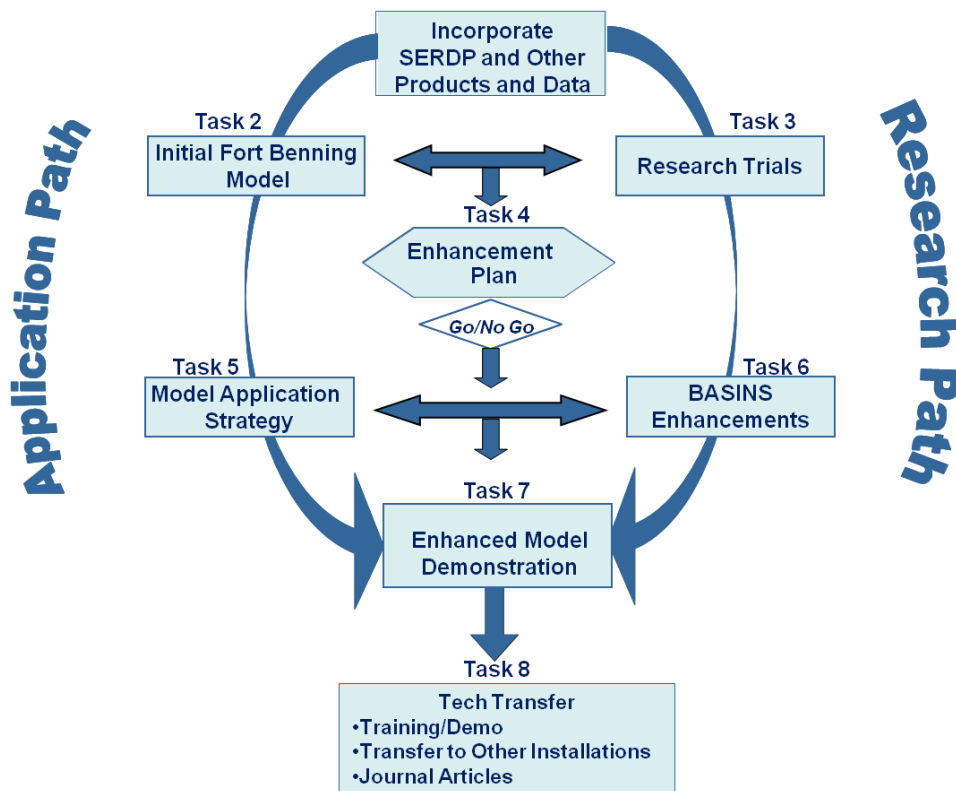 Incorporate
SERDP and Other
Products and Data
Application Path
Research Path
Task 2
Initial Fort Benning
Model
Task 3
Research Trials
Task 4
Enhancement
Plan
Go/No Go
Task 5
Model Application
Strategy
Task 6
BASINS
Enhancements
Task 7
Enhanced Model
Demonstration
Task 8
Tech Transfer
•Training/Demo
•Transfer to Other Installations
•Journal Articles